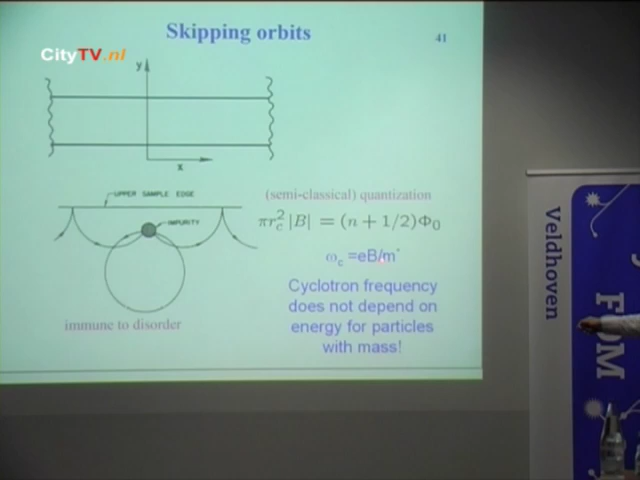 Skipping orbits
41
CityTV.nl
y
x
UPPER SAMPLE EDGE
IMPURITY
immune to disorder
(semi-classical) quantization
πr_c^2|B| = (n + 1/2)Φ_0
ω_c =eB/m*
Cyclotron frequency
does not depend on
energy for particles
with mass!
Veldhoven
FOM